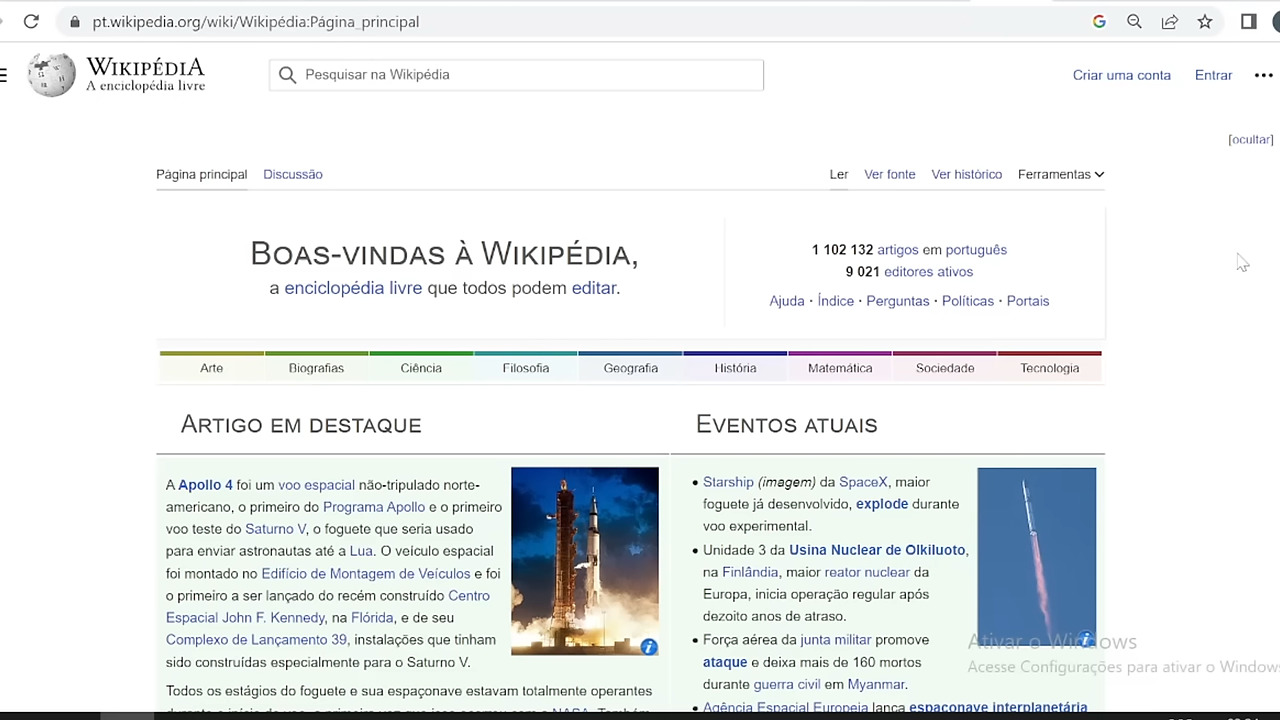 pt.wikipedia.org/wiki/Wikipédia:Página_principal
WIKIPÉDIA
A enciclopédia livre
Pesquisar na Wikipédia
Criar uma conta
Entrar
[ocultar]
Página principal
Discussão
Ler
Ver fonte
Ver histórico
Ferramentas
BOAS-VINDAS À WIKIPÉDIA,
a enciclopédia livre que todos podem editar.
1 102 132 artigos em português
9 021 editores ativos
Ajuda · Índice · Perguntas · Políticas · Portais
Arte
Biografias
Ciência
Filosofia
Geografia
História
Matemática
Sociedade
Tecnologia
ARTIGO EM DESTAQUE
A Apollo 4 foi um voo espacial não-tripulado norte-
americano, o primeiro do Programa Apollo e o primeiro
voo teste do Saturno V, o foguete que seria usado
para enviar astronautas até a Lua. O veículo espacial
foi montado no Edifício de Montagem de Veículos e foi
o primeiro a ser lançado do recém construído Centro
Espacial John F. Kennedy, na Flórida, e de seu
Complexo de Lançamento 39, instalações que tinham
sido construídas especialmente para o Saturno V.
Todos os estágios do foguete e sua espaçonave estavam totalmente operantes
EVENTOS ATUAIS
• Starship (imagem) da SpaceX, maior
foguete já desenvolvido, explode durante
voo experimental.
• Unidade 3 da Usina Nuclear de Olkiluoto,
na Finlândia, maior reator nuclear da
Europa, inicia operação regular após
dezoito anos de atraso.
• Força aérea da junta militar promove
ataque e deixa mais de 160 mortos
durante guerra civil em Myanmar.
• Agência Espacial Europeia lança espaçonave interplanetária
Ativar o Windows
Acesse Configurações para ativar o Windows